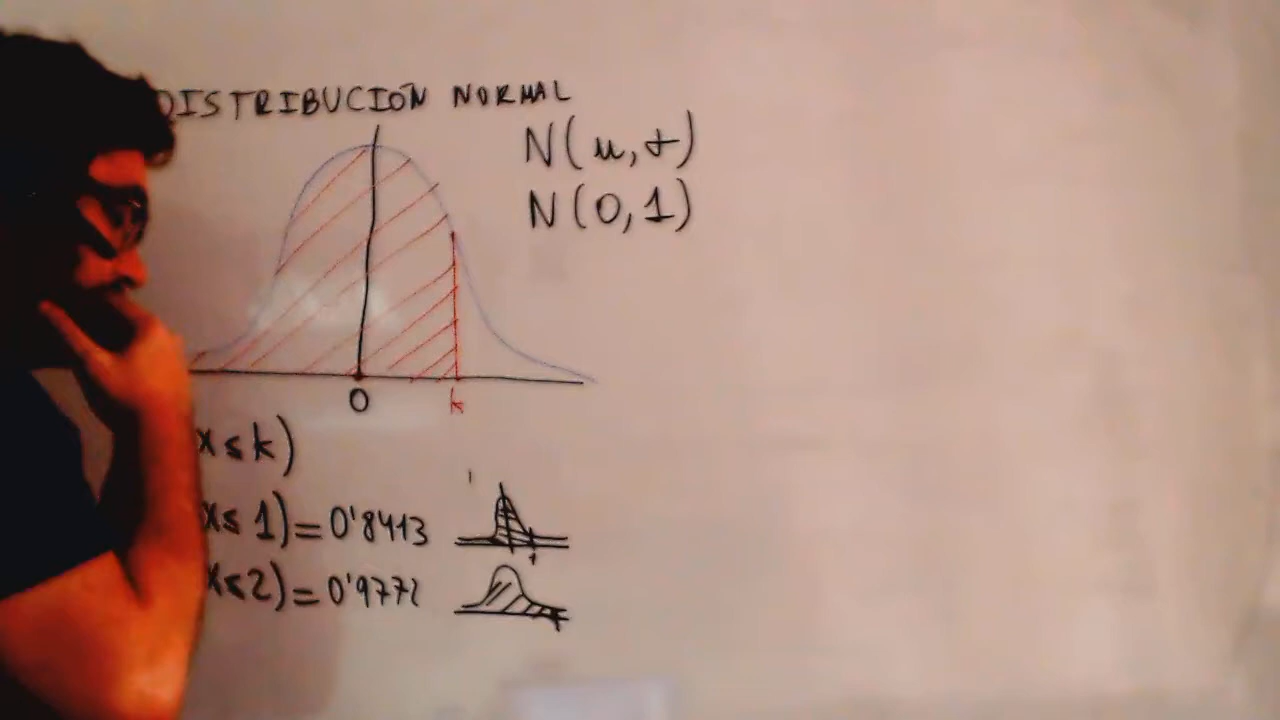 DISTRIBUCIÓN NORMAL
N(μ,σ)
N(0,1)
0
k
x≤k)
x≤1)=0'8413
x≤2)=0'9772